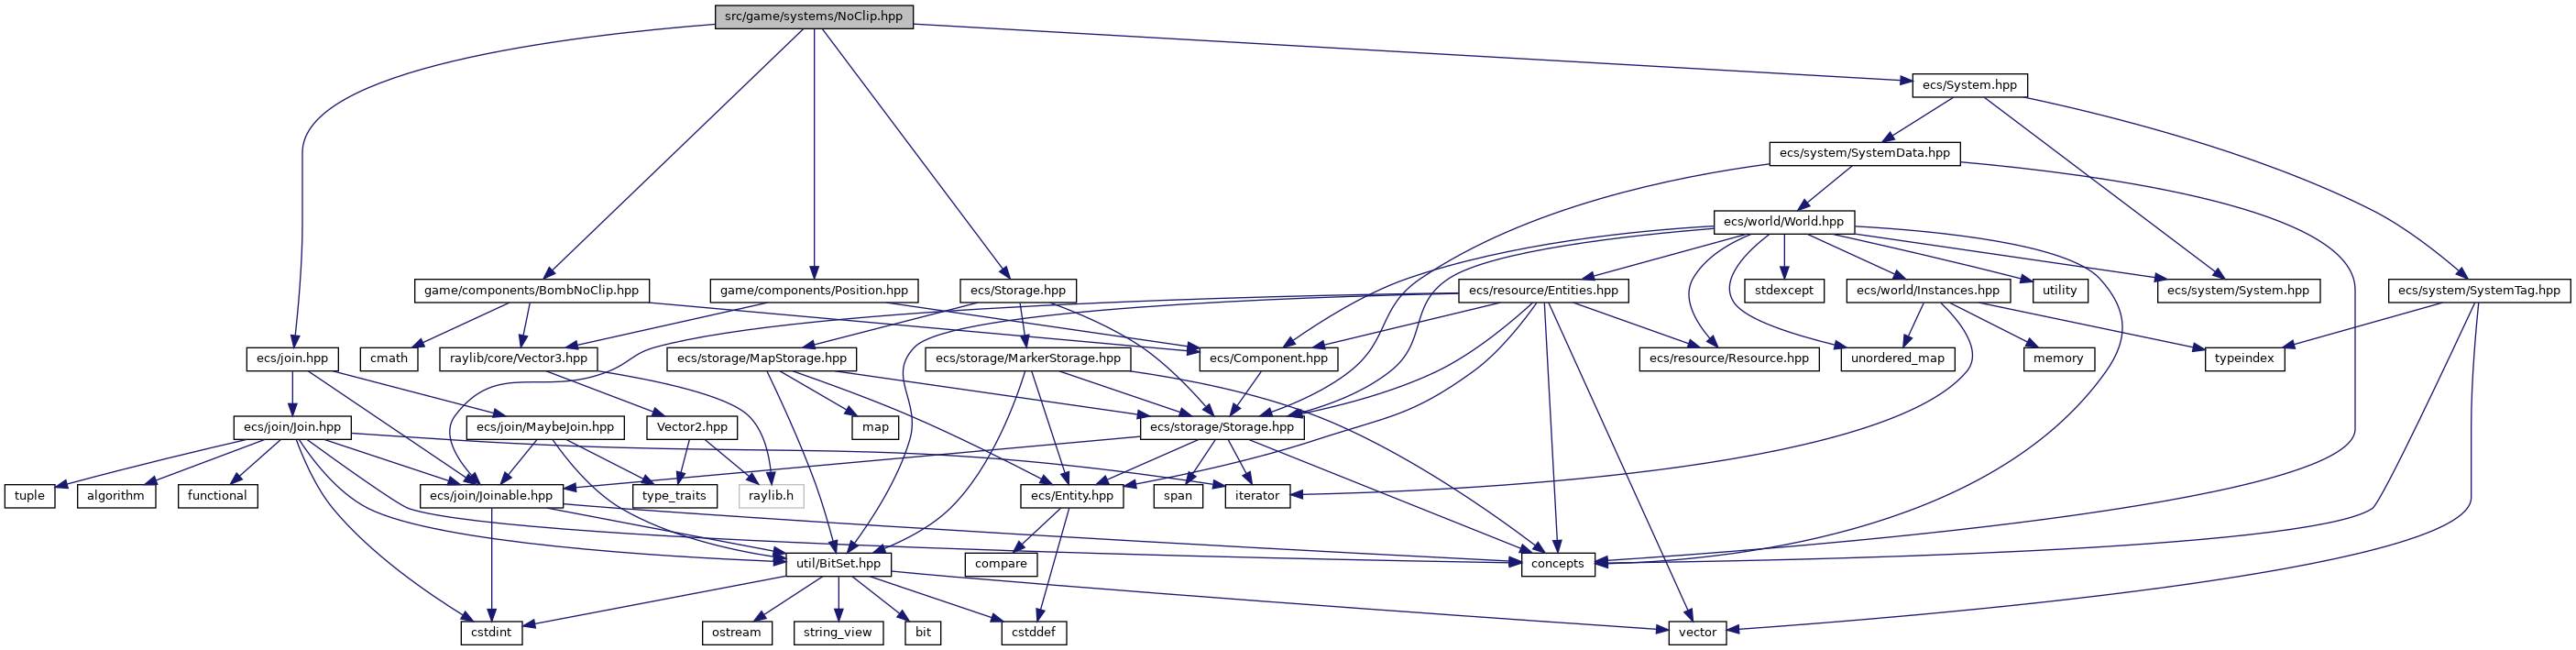 src/game/systems/NoClip.hpp
ecs/System.hpp
ecs/system/SystemData.hpp
ecs/world/World.hpp
game/components/BombNoClip.hpp
game/components/Position.hpp
ecs/Storage.hpp
ecs/resource/Entities.hpp
stdexcept
ecs/world/Instances.hpp
utility
ecs/system/System.hpp
ecs/system/SystemTag.hpp
ecs/join.hpp
cmath
raylib/core/Vector3.hpp
ecs/storage/MapStorage.hpp
ecs/storage/MarkerStorage.hpp
ecs/Component.hpp
ecs/resource/Resource.hpp
unordered_map
memory
typeindex
ecs/join/Join.hpp
ecs/join/MaybeJoin.hpp
Vector2.hpp
map
ecs/storage/Storage.hpp
tuple
algorithm
functional
ecs/join/Joinable.hpp
type_traits
raylib.h
ecs/Entity.hpp
span
iterator
util/BitSet.hpp
compare
concepts
cstdint
ostream
string_view
bit
cstddef
vector